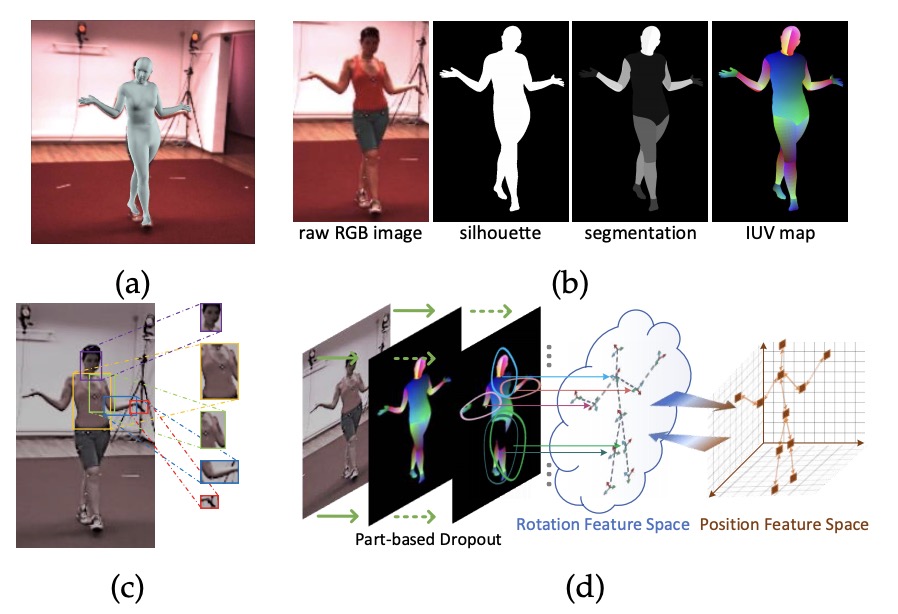 raw RGB image silhouette segmentation IUV map
(a) (b)
Part-based Dropout
Rotation Feature Space Position Feature Space
(c) (d)